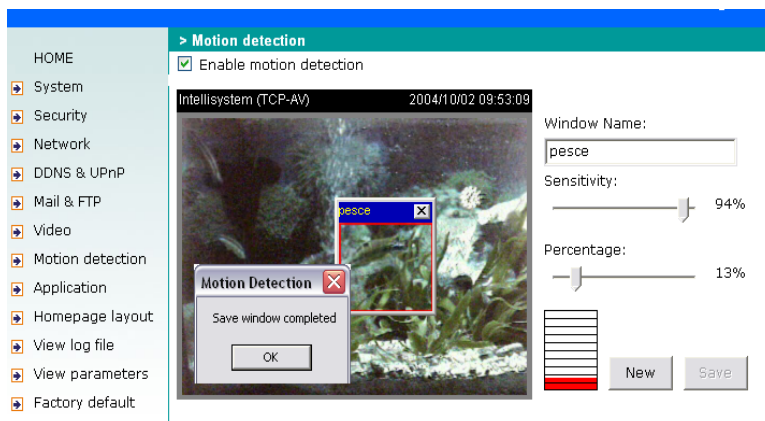 > Motion detection
Enable motion detection
HOME
System
Security
Network
DDNS & UPnP
Mail & FTP
Video
Motion detection
Application
Homepage layout
View log file
View parameters
Factory default
Intellisystem (TCP-AV) 2004/10/02 09:53:09
pesce
Motion Detection
Save window completed
OK
Window Name:
pesce
Sensitivity:
94%
Percentage:
13%
New
Save